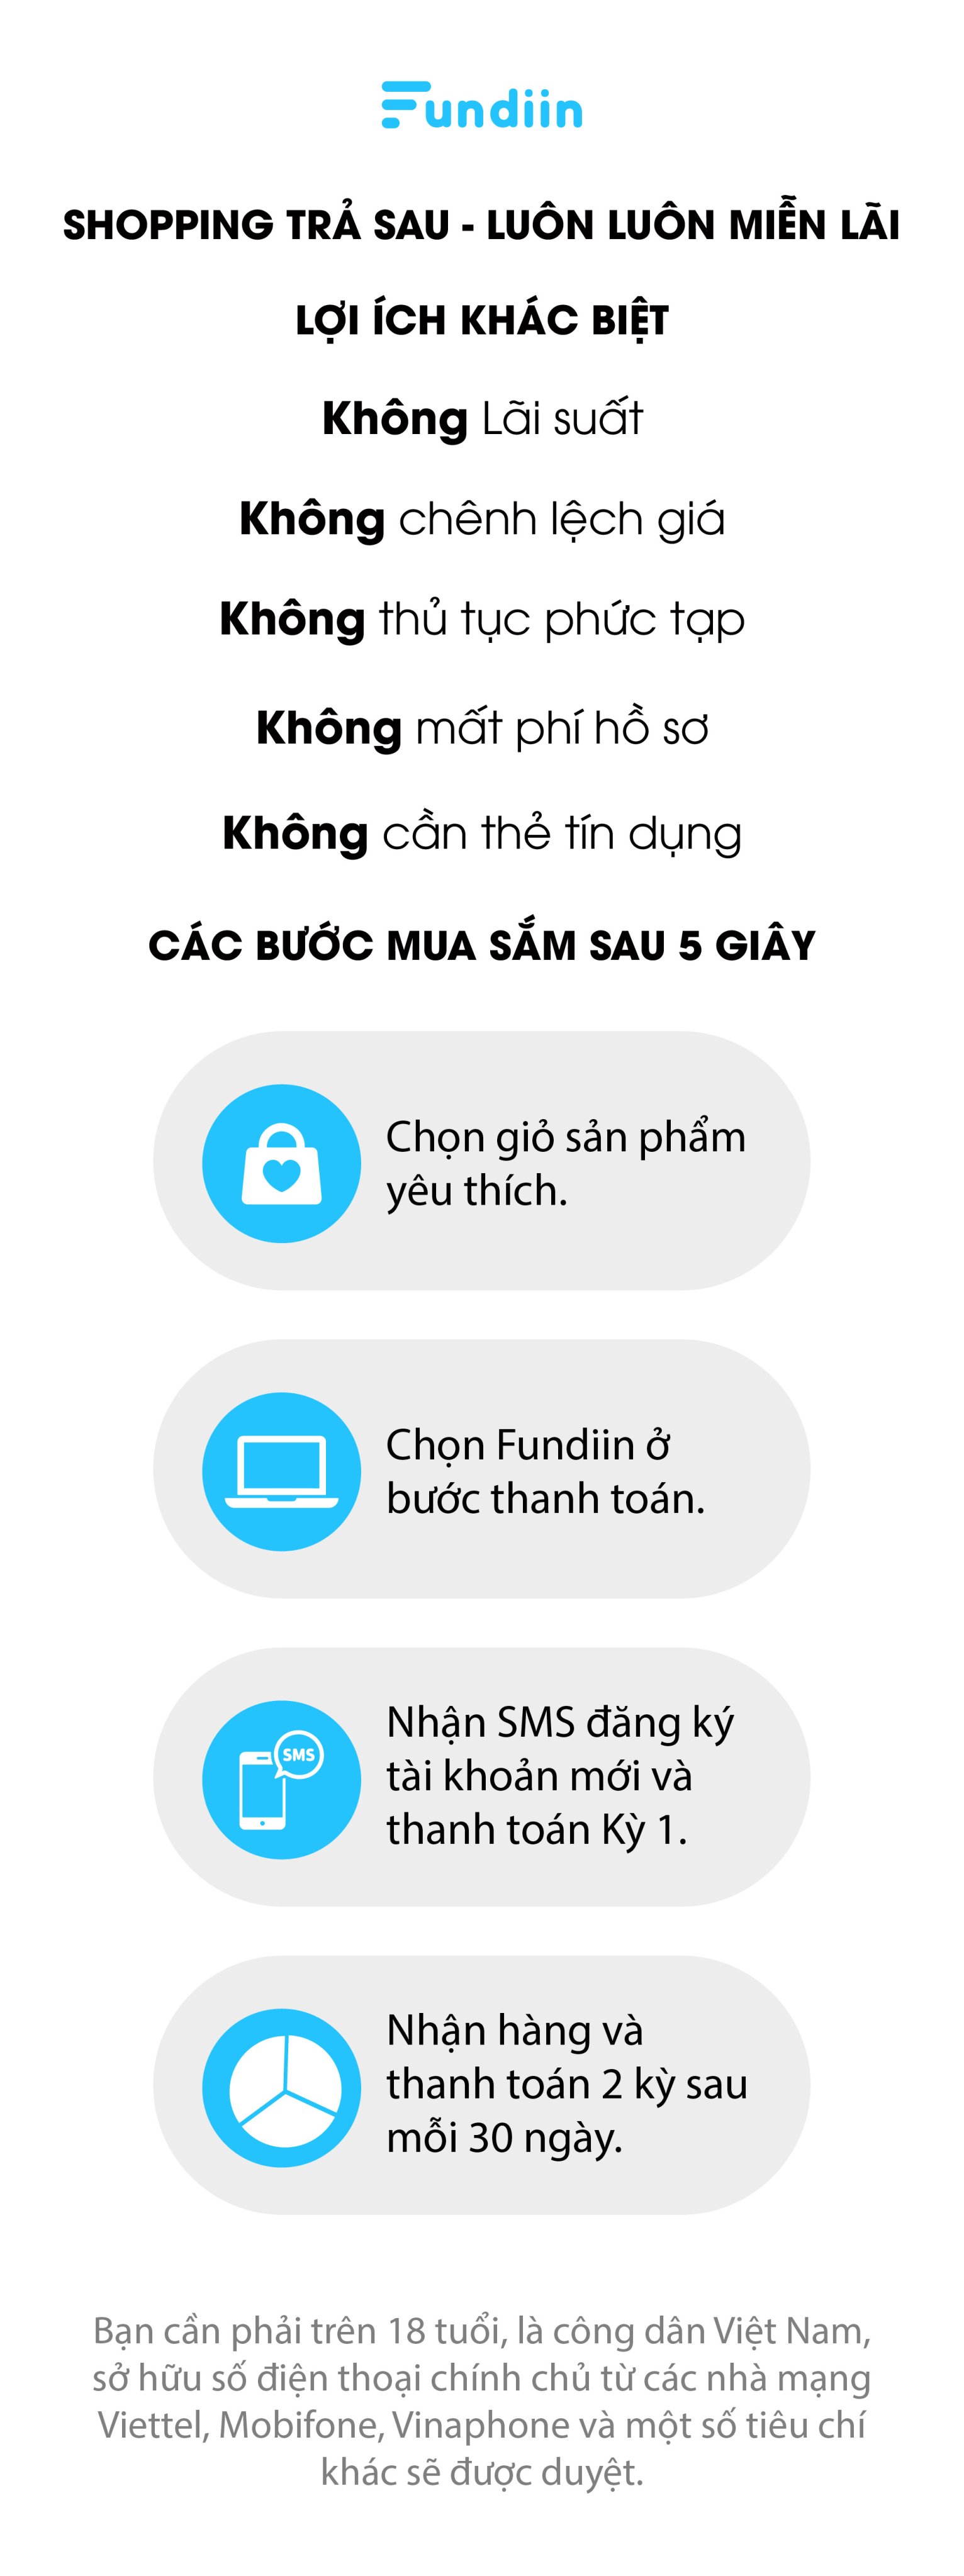 Fundiin
SHOPPING TRẢ SAU - LUÔN LUÔN MIỄN LÃI
LỢI ÍCH KHÁC BIỆT
Không Lãi suất
Không chênh lệch giá
Không thủ tục phức tạp
Không mất phí hồ sơ
Không cần thẻ tín dụng
CÁC BƯỚC MUA SẮM SAU 5 GIÂY
Chọn giỏ sản phẩm
yêu thích.
Chọn Fundiin ở
bước thanh toán.
SMS
Nhận SMS đăng ký
tài khoản mới và
thanh toán Kỳ 1.
Nhận hàng và
thanh toán 2 kỳ sau
mỗi 30 ngày.
Bạn cần phải trên 18 tuổi, là công dân Việt Nam,
sở hữu số điện thoại chính chủ từ các nhà mạng
Viettel, Mobifone, Vinaphone và một số tiêu chí
khác sẽ được duyệt.